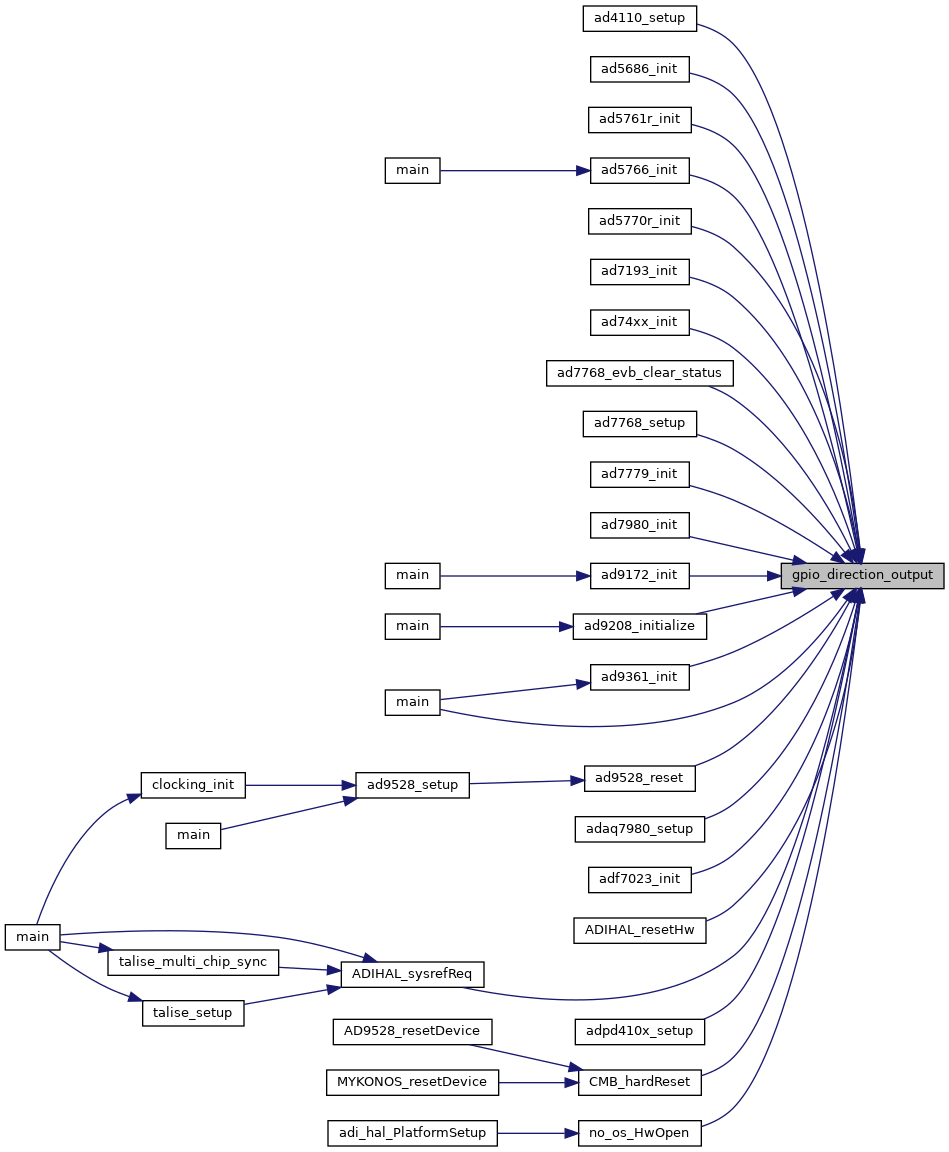 ad4110_setup
ad5686_init
ad5761r_init
main
ad5766_init
ad5770r_init
ad7193_init
ad74xx_init
ad7768_evb_clear_status
ad7768_setup
ad7779_init
ad7980_init
gpio_direction_output
main
ad9172_init
main
ad9208_initialize
ad9361_init
main
ad9528_reset
clocking_init
ad9528_setup
adaq7980_setup
main
adf7023_init
ADIHAL_resetHw
main
talise_multi_chip_sync
ADIHAL_sysrefReq
talise_setup
adpd410x_setup
AD9528_resetDevice
MYKONOS_resetDevice
CMB_hardReset
adi_hal_PlatformSetup
no_os_HwOpen